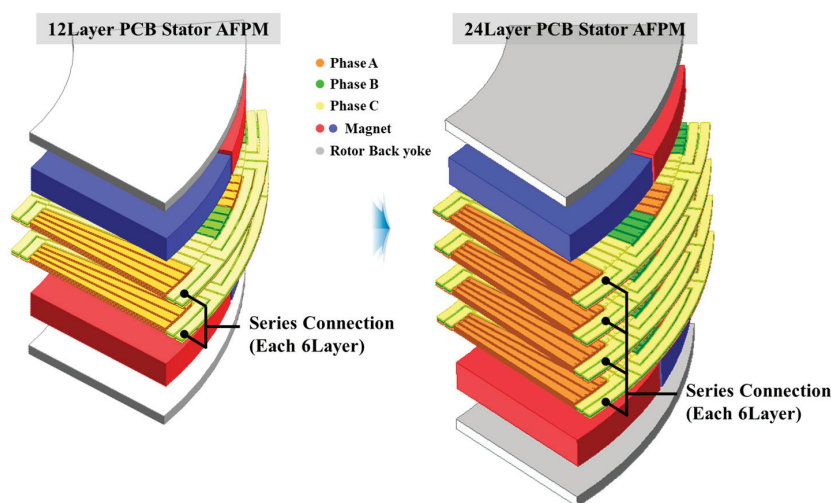 12Layer PCB Stator AFPM
24Layer PCB Stator AFPM
Phase A
Phase B
Phase C
Magnet
Rotor Back yoke
Series Connection
(Each 6Layer)
Series Connection
(Each 6Layer)